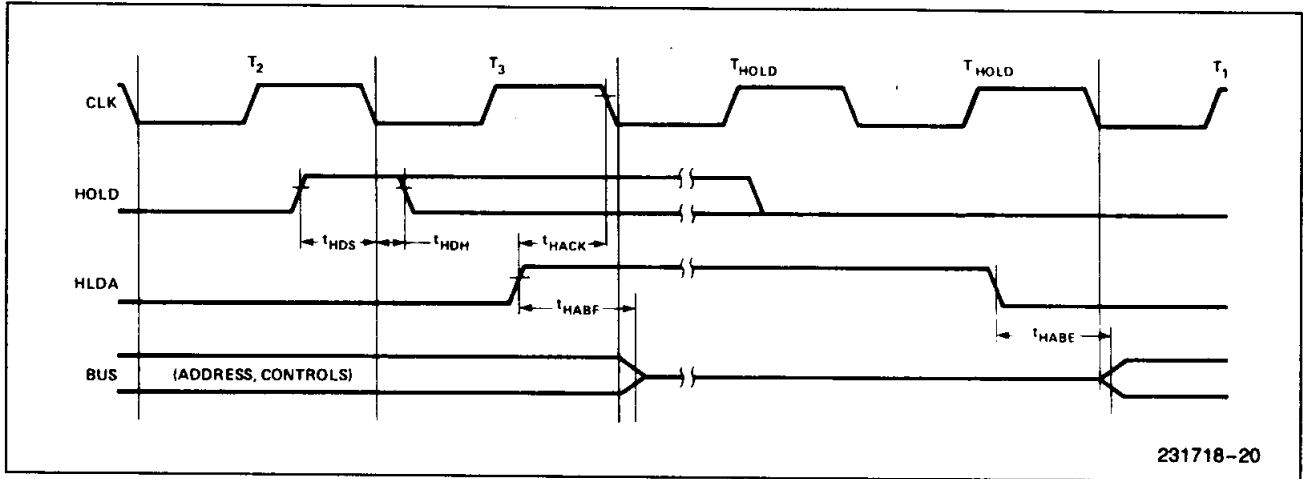 T2 T3 THOLD THOLD T1
CLK
HOLD
tHDS tHDH tHACK
HLDA
tHABF
tHABE
BUS (ADDRESS, CONTROLS)
231718-20